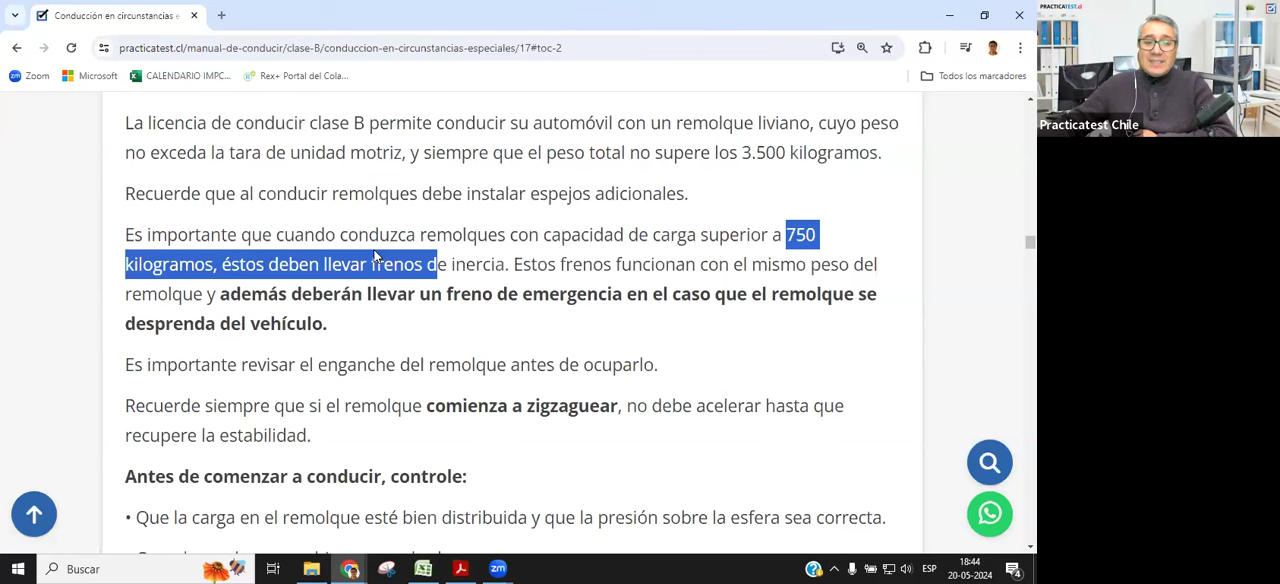 Conducción en circunstancias e
practicatest.cl/manual-de-conducir/clase-B/conduccion-en-circunstancias-especiales/17#toc-2
Zoom
Microsoft
CALENDARIO IMPC...
Rex+ Portal del Cola...
Todos los marcadores
La licencia de conducir clase B permite conducir su automóvil con un remolque liviano, cuyo peso
no exceda la tara de unidad motriz, y siempre que el peso total no supere los 3.500 kilogramos.
Recuerde que al conducir remolques debe instalar espejos adicionales.
Es importante que cuando conduzca remolques con capacidad de carga superior a 750
kilogramos, éstos deben llevar frenos de inercia. Estos frenos funcionan con el mismo peso del
remolque y además deberán llevar un freno de emergencia en el caso que el remolque se
desprenda del vehículo.
Es importante revisar el enganche del remolque antes de ocuparlo.
Recuerde siempre que si el remolque comienza a zigzaguear, no debe acelerar hasta que
recupere la estabilidad.
Antes de comenzar a conducir, controle:
• Que la carga en el remolque esté bien distribuida y que la presión sobre la esfera sea correcta.
PRACTICATEST.cl
Practicatest Chile
Buscar
ESP
18:44
20-05-2024
4